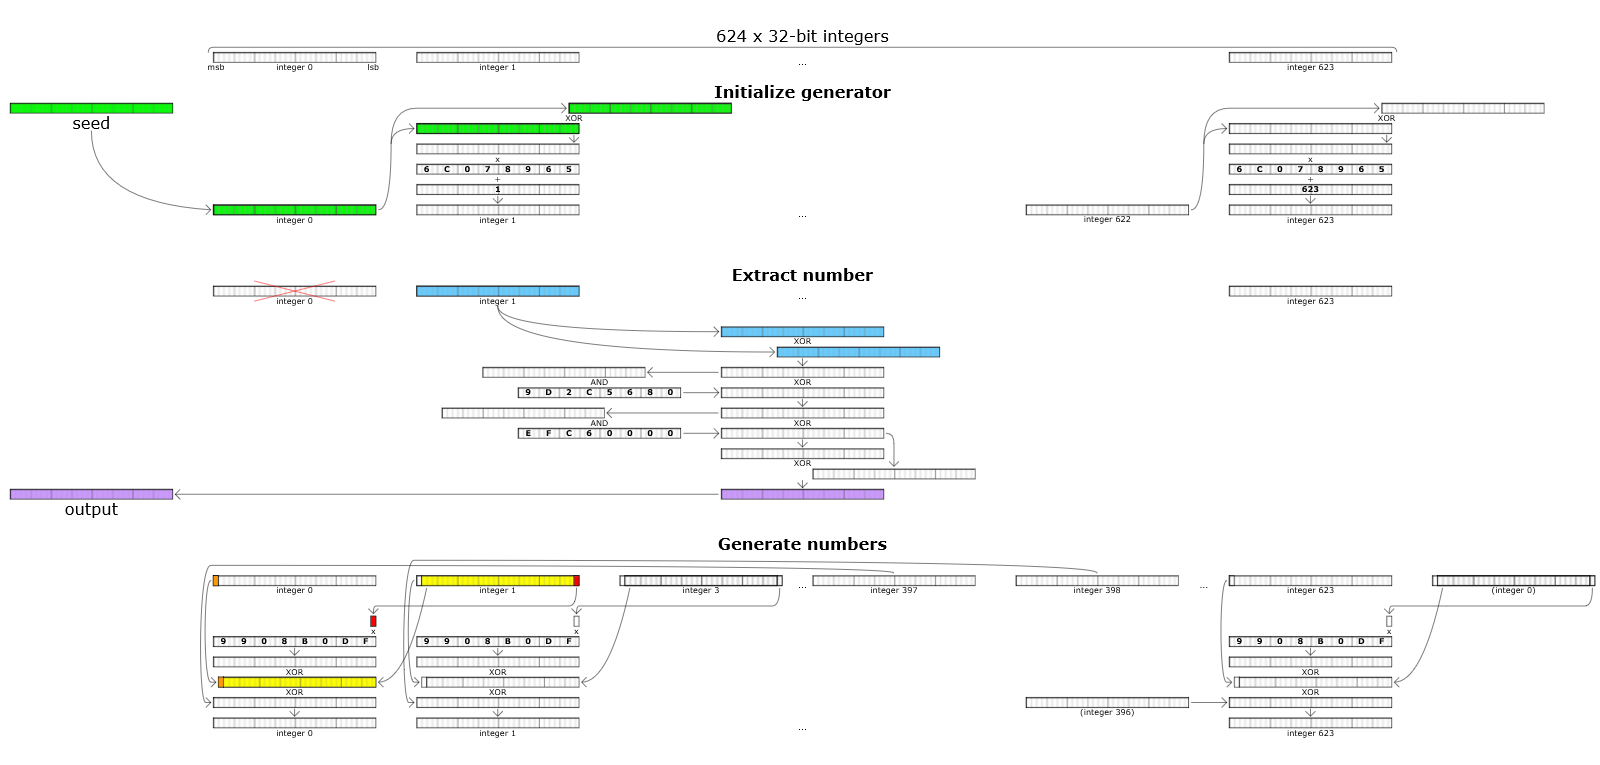 624 x 32-bit integers
msb integer 0 lsb integer 1 ... integer 623
Initialize generator
seed
XOR XOR
x x
6 C 0 7 8 9 6 5 6 C 0 7 8 9 6 5
+ +
1 623
integer 0 integer 1 ... integer 622 integer 623
Extract number
integer 0 integer 1 ... integer 623
XOR
AND XOR
9 D 2 C 5 6 8 0
AND XOR
E F C 6 0 0 0 0
XOR
output
Generate numbers
integer 0 integer 1 integer 3 ... integer 397 integer 398 ... integer 623 (integer 0)
x x x
9 9 0 8 B 0 D F 9 9 0 8 B 0 D F 9 9 0 8 B 0 D F
XOR XOR XOR
XOR XOR XOR
(integer 396)
integer 0 integer 1 ... integer 623